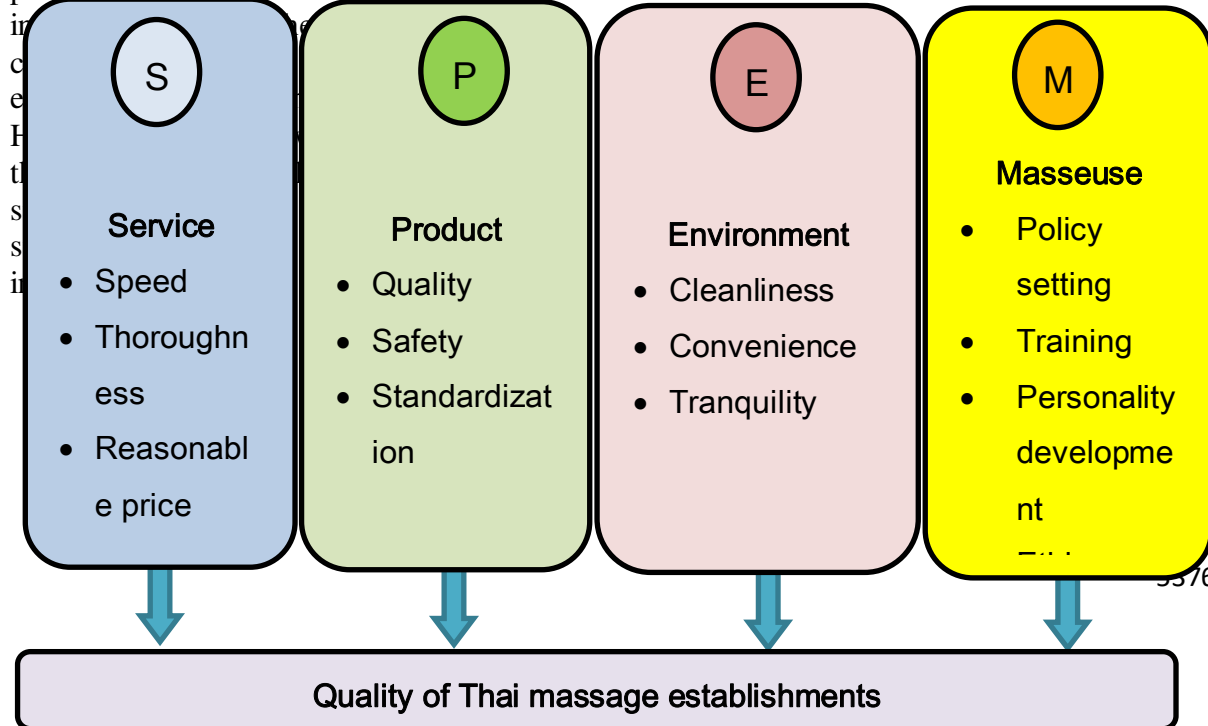 S
Service
• Speed
• Thoroughn
ess
• Reasonabl
e price
P
Product
• Quality
• Safety
• Standardizat
ion
E
Environment
• Cleanliness
• Convenience
• Tranquility
M
Masseuse
• Policy
setting
• Training
• Personality
developme
nt
Quality of Thai massage establishments